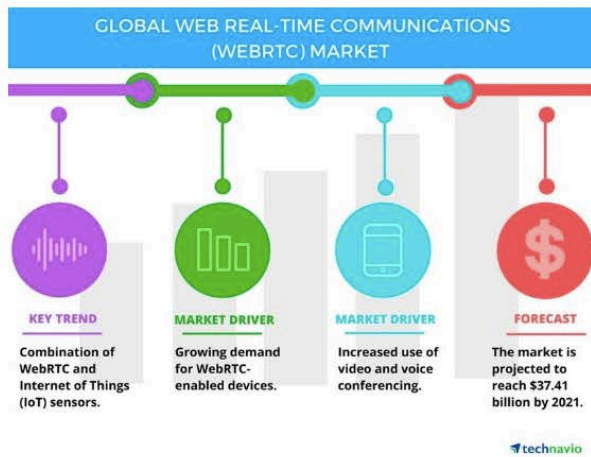 GLOBAL WEB REAL-TIME COMMUNICATIONS
(WEBRTC) MARKET
KEY TREND
Combination of
WebRTC and
Internet of Things
(IoT) sensors.
MARKET DRIVER
Growing demand
for WebRTC-
enabled devices.
MARKET DRIVER
Increased use of
video and voice
conferencing.
$
FORECAST
The market is
projected to
reach $37.41
billion by 2021.
technavio